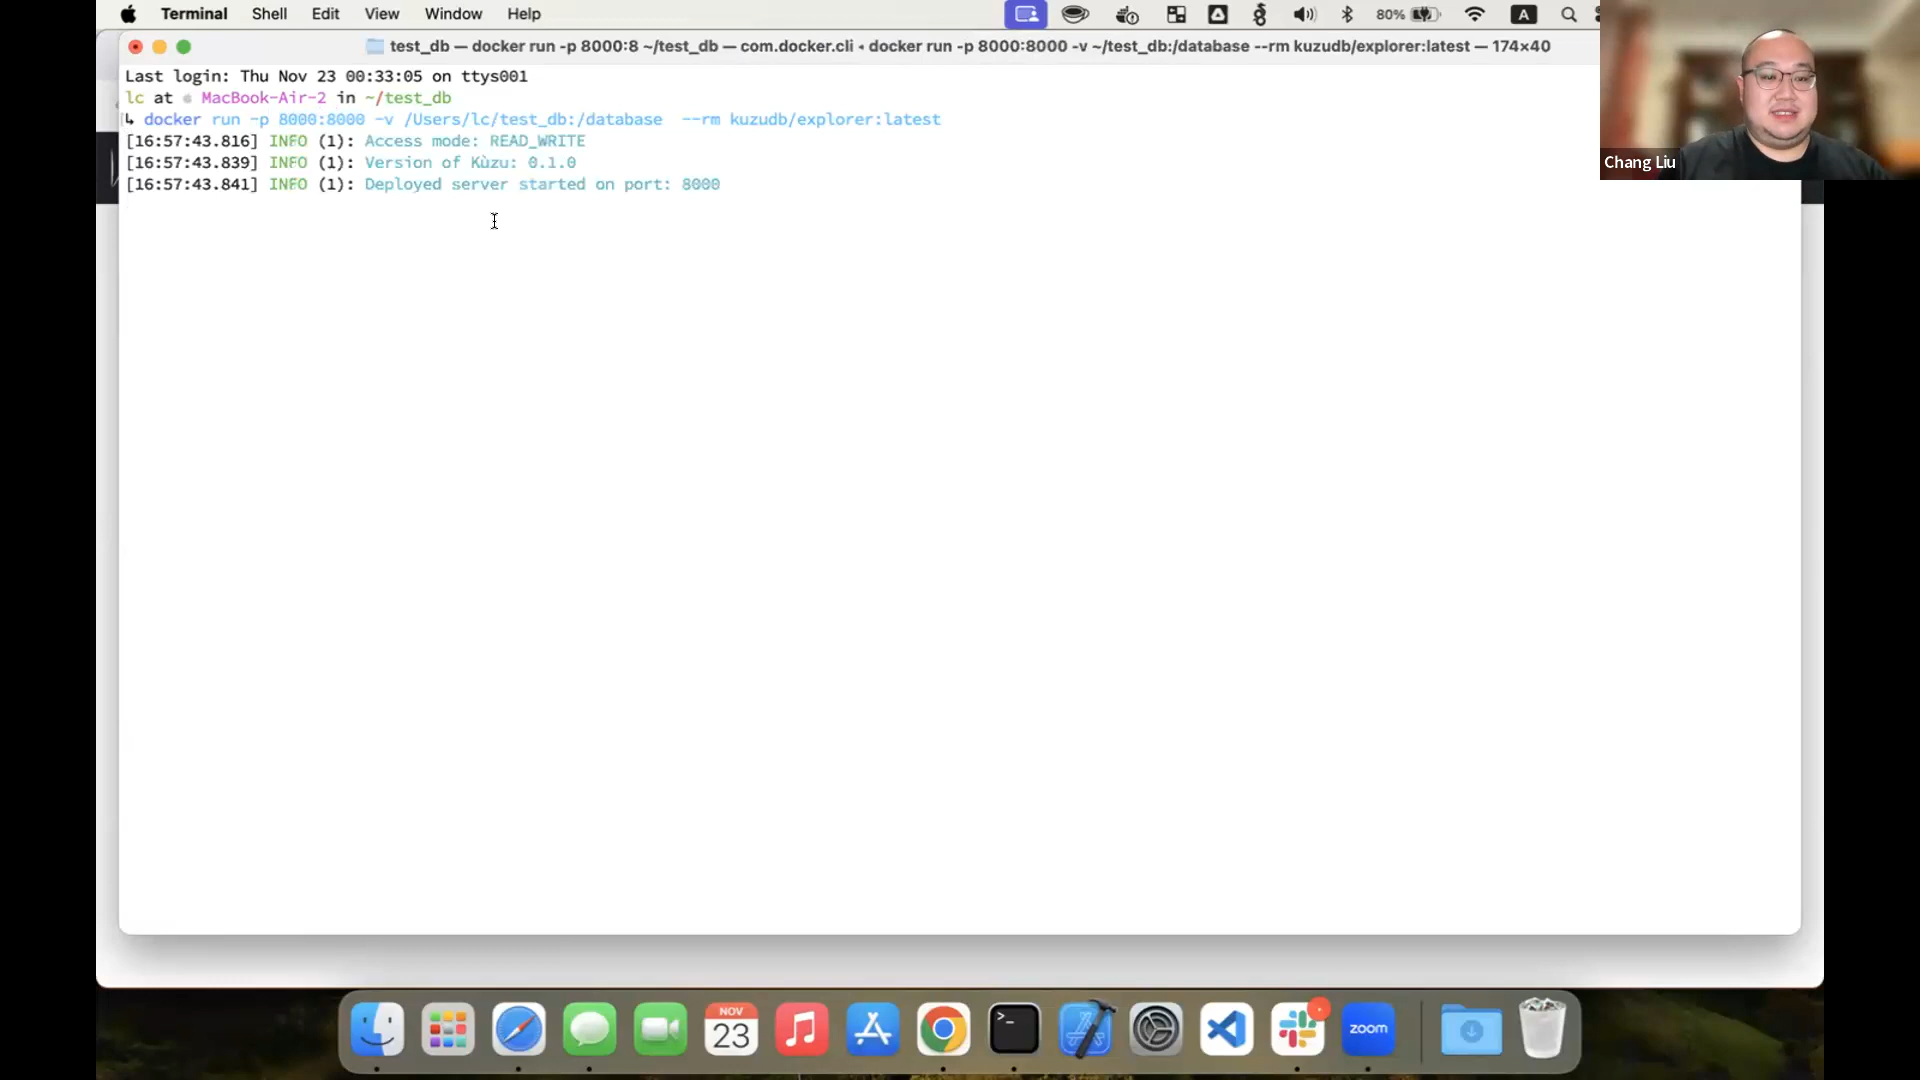 Terminal Shell Edit View Window Help 80% A
test_db — docker run -p 8000:8 ~/test_db — com.docker.cli ◂ docker run -p 8000:8000 -v ~/test_db:/database --rm kuzudb/explorer:latest — 174×40
Last login: Thu Nov 23 00:33:05 on ttys001
lc at MacBook-Air-2 in ~/test_db
↳ docker run -p 8000:8000 -v /Users/lc/test_db:/database  --rm kuzudb/explorer:latest
[16:57:43.816] INFO (1): Access mode: READ_WRITE
[16:57:43.839] INFO (1): Version of Kùzu: 0.1.0
[16:57:43.841] INFO (1): Deployed server started on port: 8000
Chang Liu
NOV
23
>_
zoom